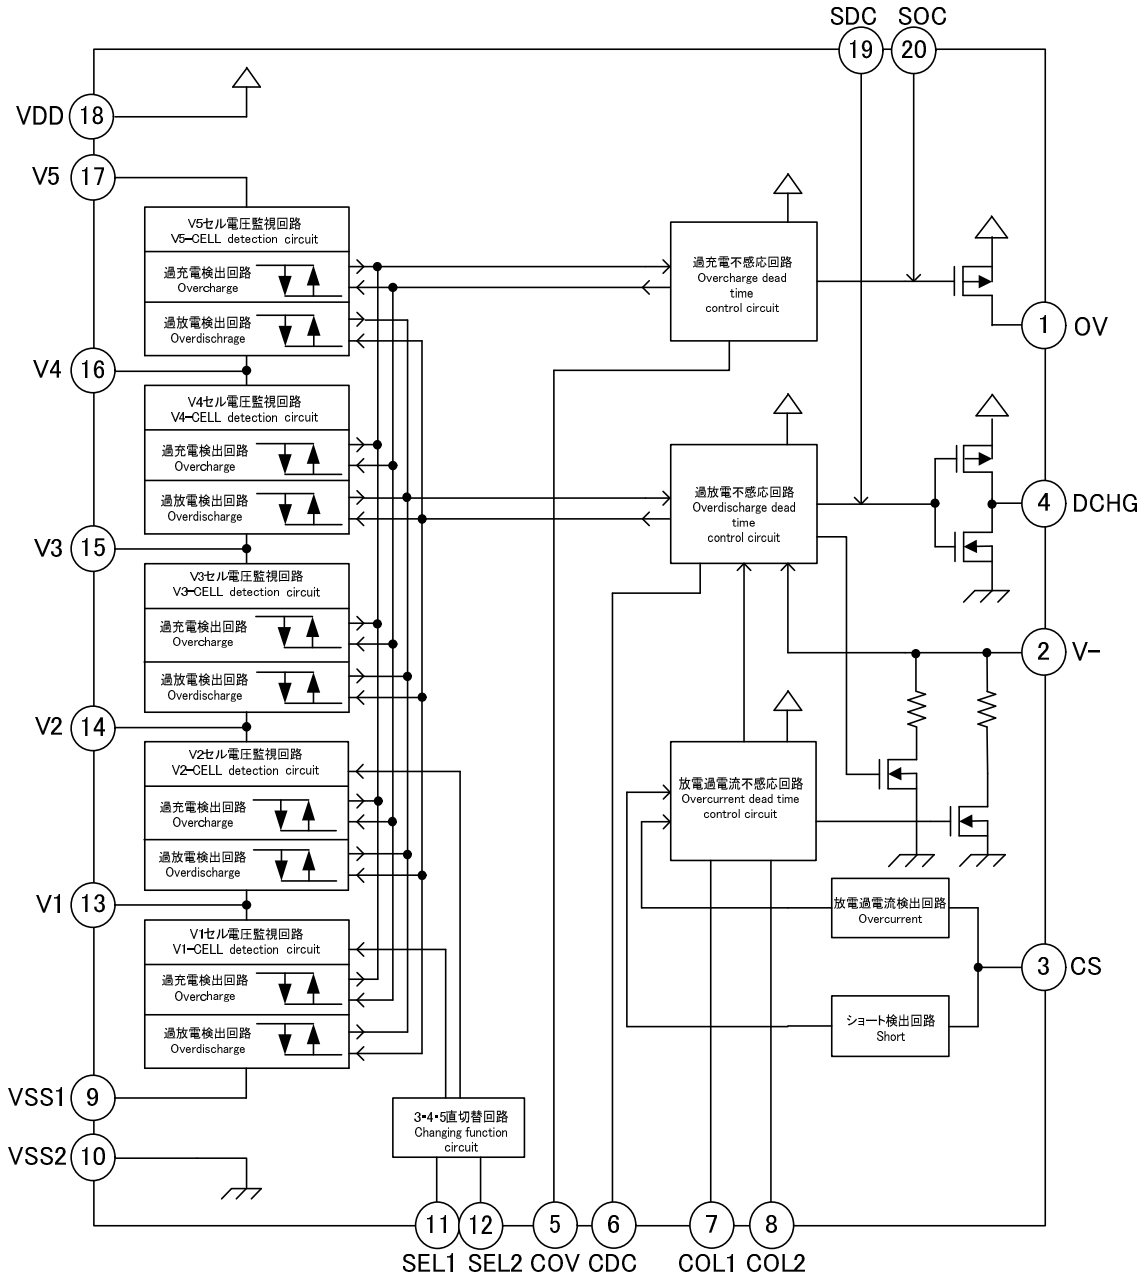 SDC
SOC
19
20
VDD
18
V5
17
V5セル電圧監視回路
V5-CELL detection circuit
過充電検出回路
Overcharge
過放電検出回路
Overdischrage
過充電不感応回路
Overcharge dead
time
control circuit
1
OV
V4
16
V4セル電圧監視回路
V4-CELL detection circuit
過充電検出回路
Overcharge
過放電検出回路
Overdischarge
過放電不感応回路
Overdischarge dead
time
control circuit
4
DCHG
V3
15
V3セル電圧監視回路
V3-CELL detection circuit
過充電検出回路
Overcharge
過放電検出回路
Overdischarge
2
V-
V2
14
V2セル電圧監視回路
V2-CELL detection circuit
過充電検出回路
Overcharge
過放電検出回路
Overdischarge
放電過電流不感応回路
Overcurrent dead time
control circuit
V1
13
V1セル電圧監視回路
V1-CELL detection circuit
過充電検出回路
Overcharge
過放電検出回路
Overdischarge
放電過電流検出回路
Overcurrent
3
CS
ショート検出回路
Short
VSS1
9
3・4・5直切替回路
Changing function
circuit
VSS2
10
11
12
5
6
7
8
SEL1
SEL2
COV
CDC
COL1
COL2